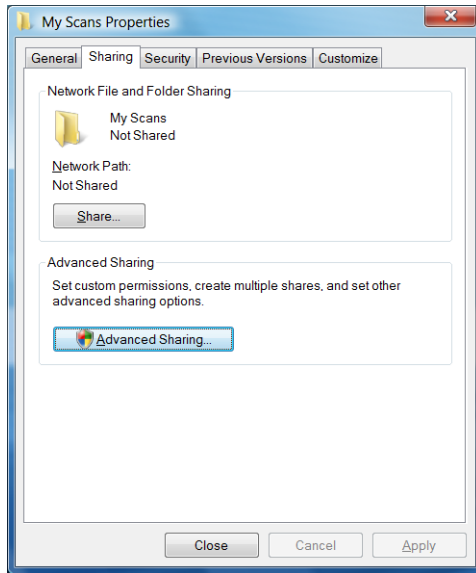 My Scans Properties
General Sharing Security Previous Versions Customize
Network File and Folder Sharing
My Scans
Not Shared
Network Path:
Not Shared
Share...
Advanced Sharing
Set custom permissions, create multiple shares, and set other
advanced sharing options.
Advanced Sharing...
Close Cancel Apply